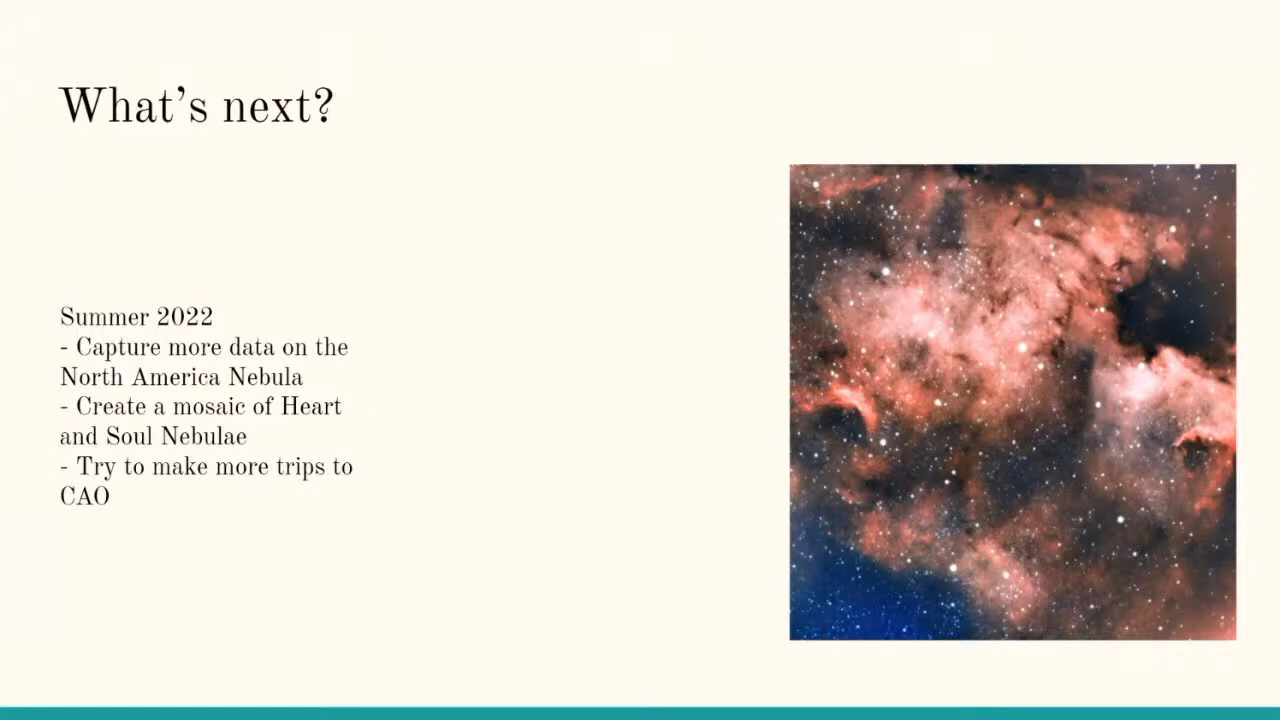 What's next?
Summer 2022
- Capture more data on the
North America Nebula
- Create a mosaic of Heart
and Soul Nebulae
- Try to make more trips to
CAO